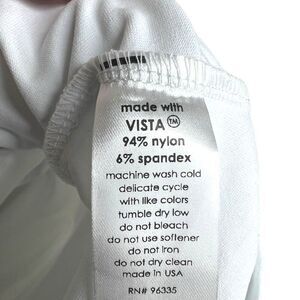 made with
VISTA™
94% nylon
6% spandex
machine wash cold
delicate cycle
with like colors
tumble dry low
do not bleach
do not use softener
do not iron
do not dry clean
made in USA
RN# 96335